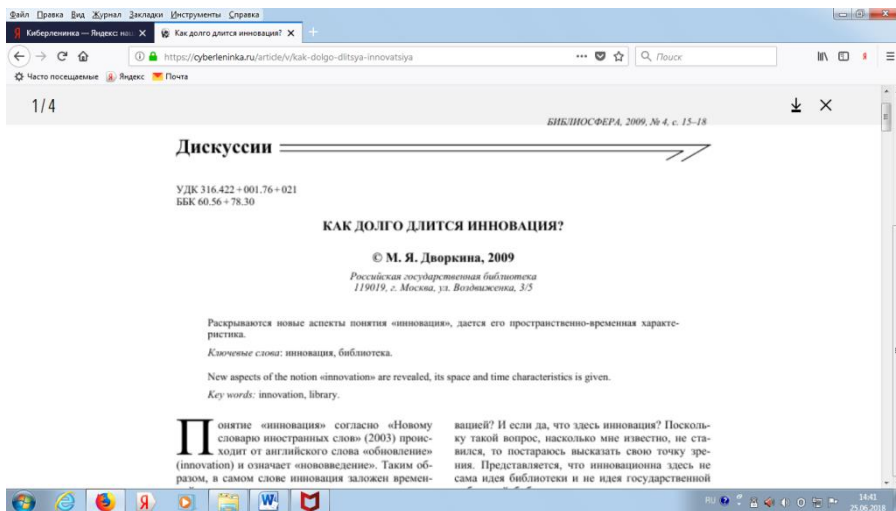 Файл Правка Вид Журнал Закладки Инструменты Справка
Киберленинка — Яндекс: на
Как долго длится инновация?
https://cyberleninka.ru/article/v/kak-dolgo-dlitsya-innovatsiya
Поиск
Часто посещаемые Яндекс Почта
1/4
БИБЛИОСФЕРА, 2009, № 4, с. 15–18
Дискуссии
УДК 316.422+001.76+021
ББК 60.56+78.30
КАК ДОЛГО ДЛИТСЯ ИННОВАЦИЯ?
© М. Я. Дворкина, 2009
Российская государственная библиотека
119019, г. Москва, ул. Воздвиженка, 3/5
Раскрываются новые аспекты понятия «инновация», дается его пространственно-временная характе-
ристика.
Ключевые слова: инновация, библиотека.
New aspects of the notion «innovation» are revealed, its space and time characteristics is given.
Key words: innovation, library.
Понятие «инновация» согласно «Новому
словарю иностранных слов» (2003) проис-
ходит от английского слова «обновление»
(innovation) и означает «нововведение». Таким об-
разом, в самом слове инновация заложен времен-
вацией? И если да, что здесь инновация? Посколь-
ку такой вопрос, насколько мне известно, не ста-
вился, то постараюсь высказать свою точку зре-
ния. Представляется, что инновационна здесь не
сама идея библиотеки и не идея государственной
RU
14:41
25.06.2018